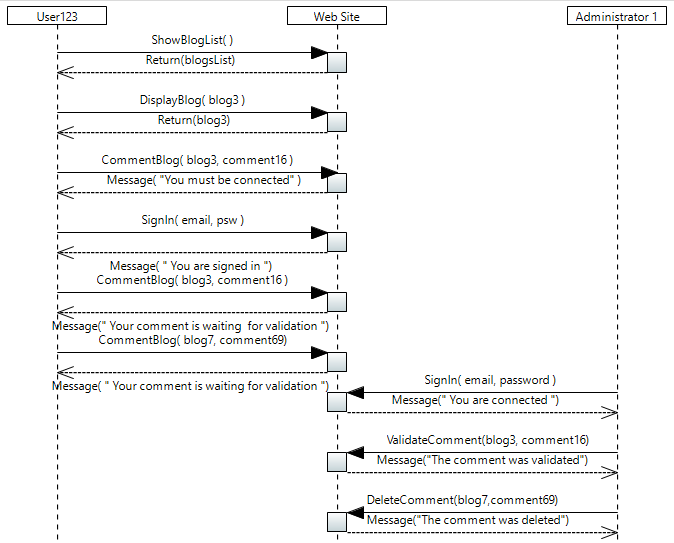 User123
Web Site
Administrator 1
ShowBlogList( )
Return(blogsList)
DisplayBlog( blog3 )
Return(blog3)
CommentBlog( blog3, comment16 )
Message( "You must be connected" )
SignIn( email, psw )
Message( " You are signed in ")
CommentBlog( blog3, comment16 )
Message(" Your comment is waiting  for validation ")
CommentBlog( blog7, comment69)
Message( " Your comment is waiting for validation ")
SignIn( email, password )
Message(" You are connected ")
ValidateComment(blog3, comment16)
Message("The comment was validated")
DeleteComment(blog7,comment69)
Message("The comment was deleted")